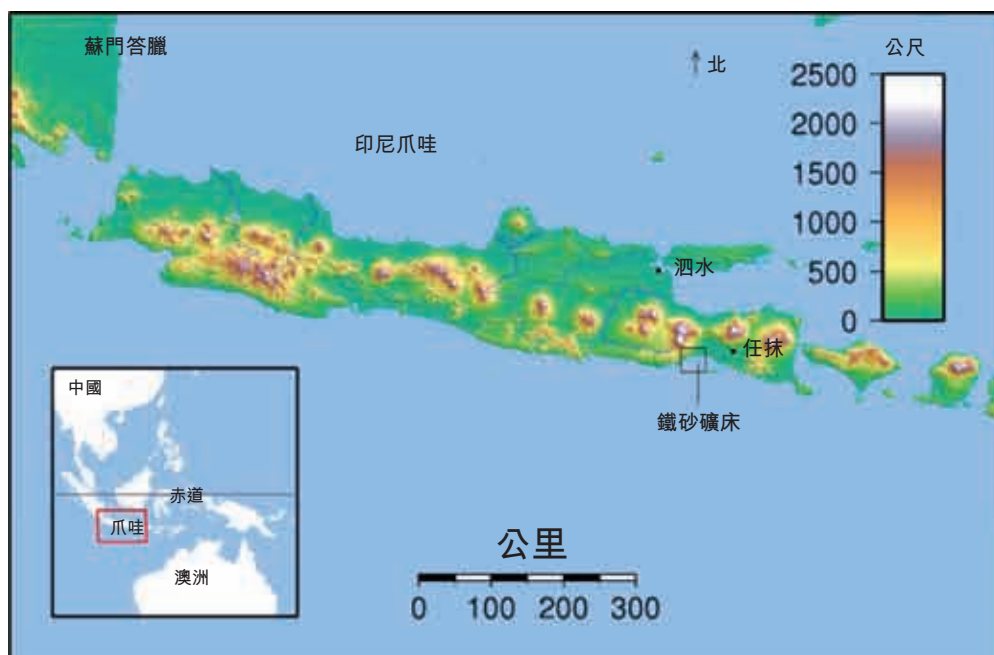 蘇門答臘
公尺
北
印尼爪哇
2500
2000
1500
1000
500
0
泗水
任抹
鐵砂礦床
中國
赤道
爪哇
澳洲
公里
0 100 200 300